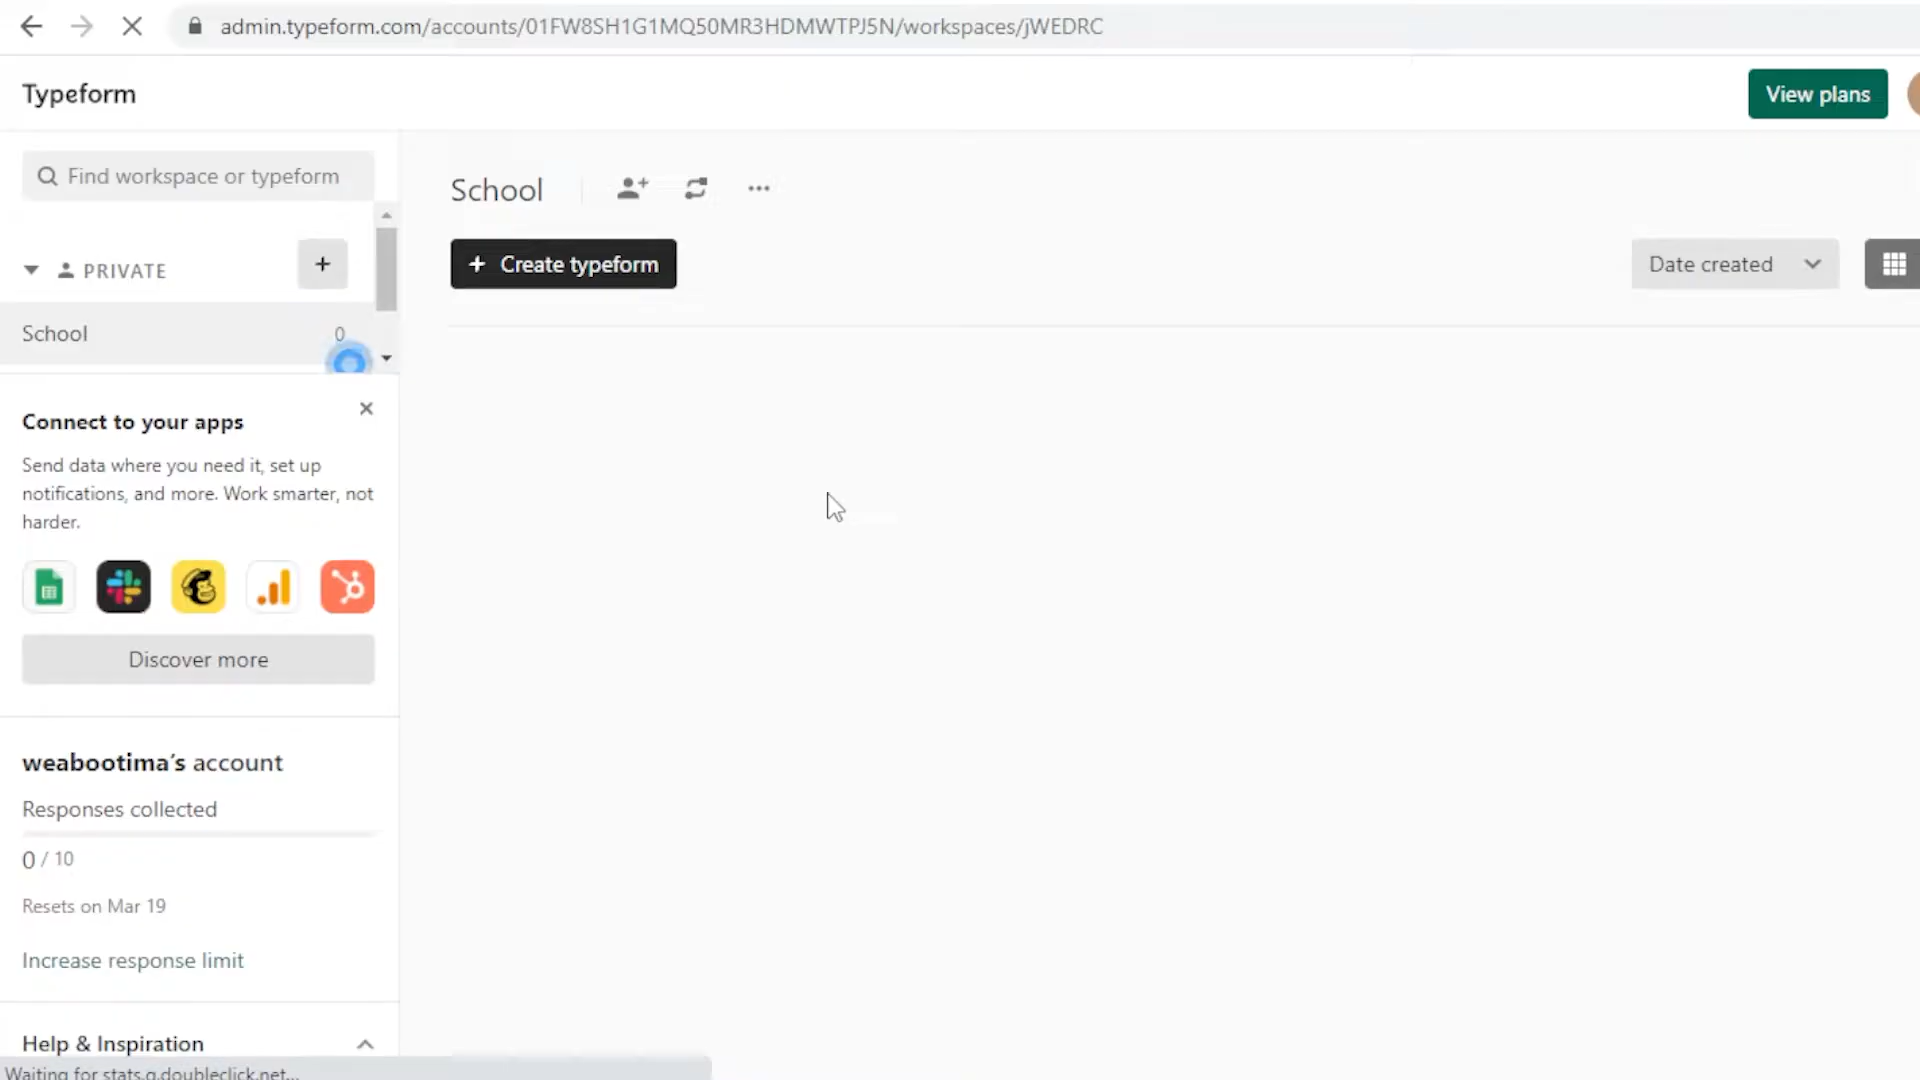 admin.typeform.com/accounts/01FW8SH1G1MQ50MR3HDMWTPJ5N/workspaces/jWEDRC
Typeform
View plans
Find workspace or typeform
PRIVATE
+
School
0
School
+ Create typeform
Date created
Connect to your apps
Send data where you need it, set up
notifications, and more. Work smarter, not
harder.
Discover more
weabootima's account
Responses collected
0 / 10
Resets on Mar 19
Increase response limit
Help & Inspiration
Waiting for stats.g.doubleclick.net...